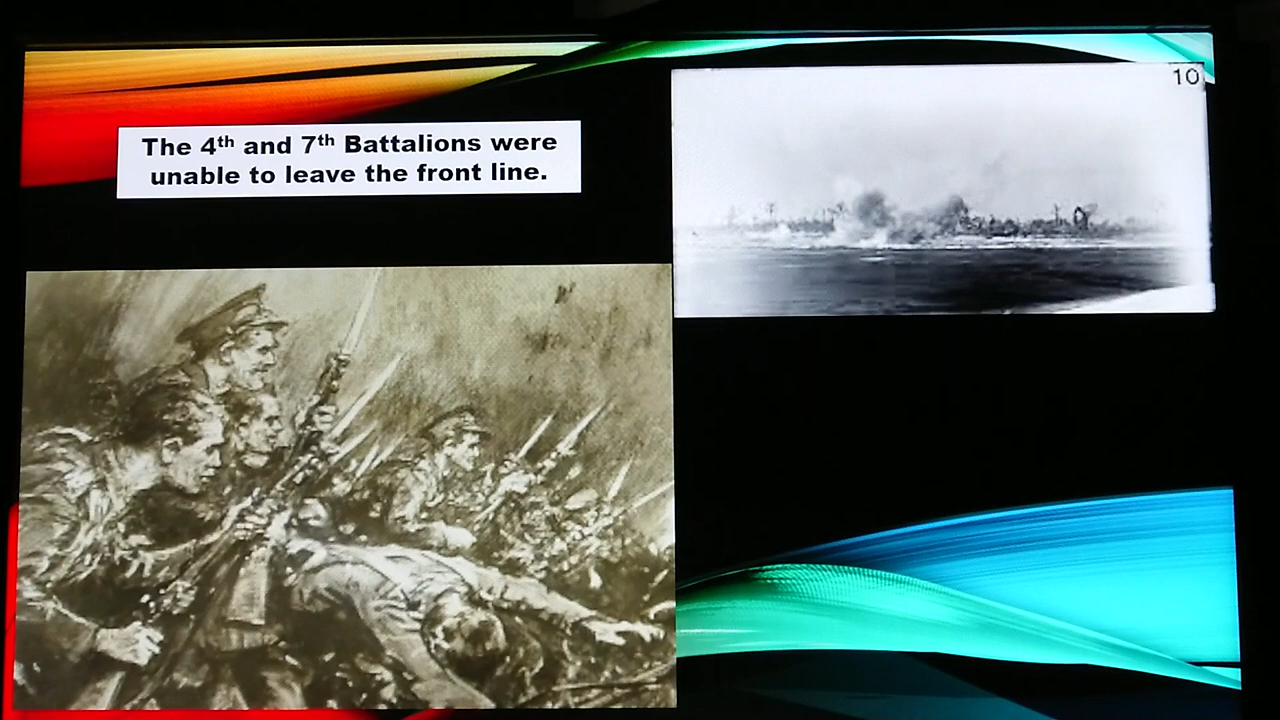 The 4th and 7th Battalions were
unable to leave the front line.
10